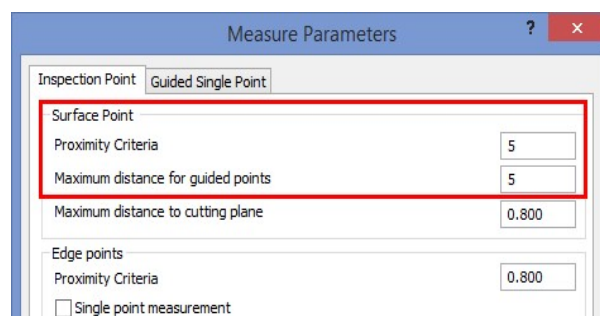 Measure Parameters ? ×
Inspection Point Guided Single Point
Surface Point
Proximity Criteria 5
Maximum distance for guided points 5
Maximum distance to cutting plane 0.800
Edge points
Proximity Criteria 0.800
Single point measurement